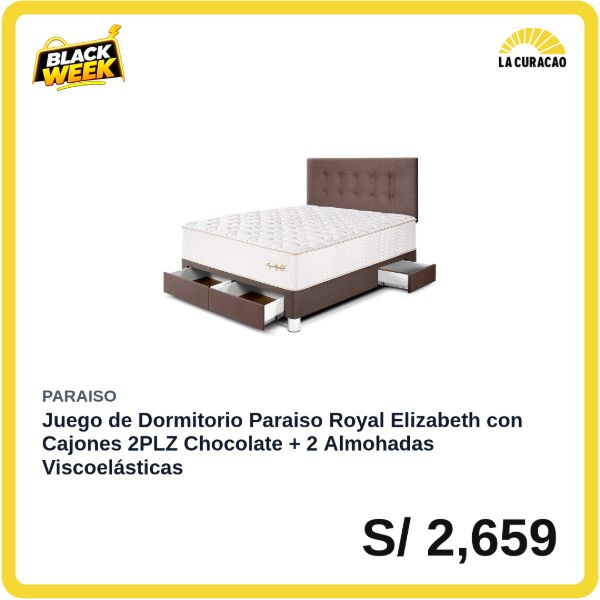 BLACK
WEEK
LA CURACAO
PARAISO
Juego de Dormitorio Paraiso Royal Elizabeth con
Cajones 2PLZ Chocolate + 2 Almohadas
Viscoelásticas
S/ 2,659